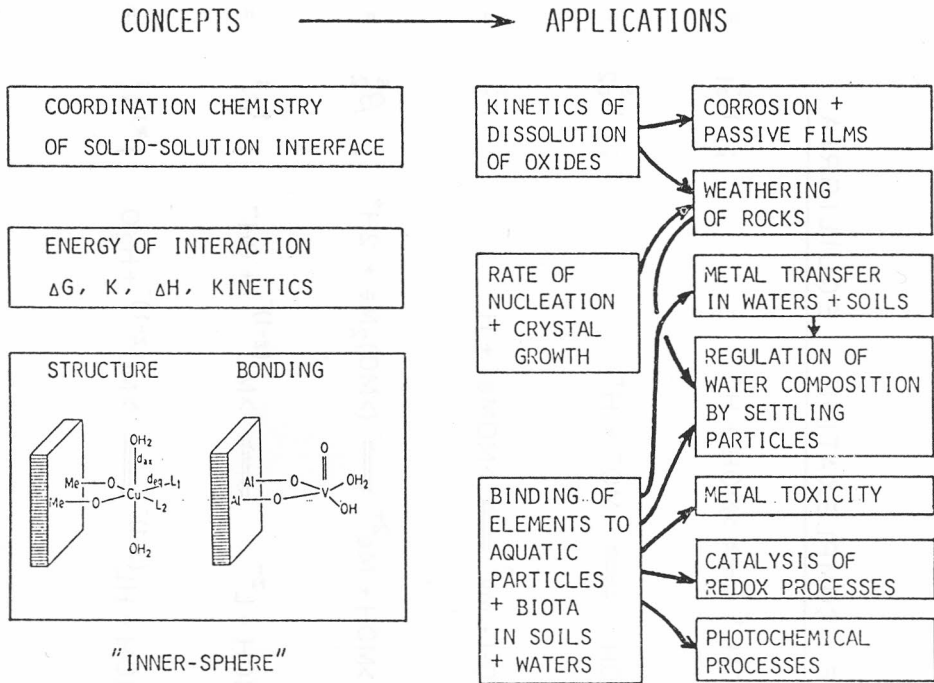 CONCEPTS → APPLICATIONS
COORDINATION CHEMISTRY
OF SOLID-SOLUTION INTERFACE
ENERGY OF INTERACTION
ΔG, K, ΔH, KINETICS
STRUCTURE BONDING
OH₂
dax
deq
L₁
Me O Cu
Me O
L₂
OH₂
O
Al O V OH₂
Al O OH
"INNER-SPHERE"
KINETICS OF
DISSOLUTION
OF OXIDES
RATE OF
NUCLEATION
+ CRYSTAL
GROWTH
BINDING OF
ELEMENTS TO
AQUATIC
PARTICLES
+ BIOTA
IN SOILS
+ WATERS
CORROSION +
PASSIVE FILMS
WEATHERING
OF ROCKS
METAL TRANSFER
IN WATERS + SOILS
REGULATION OF
WATER COMPOSITION
BY SETTLING
PARTICLES
METAL TOXICITY
CATALYSIS OF
REDOX PROCESSES
PHOTOCHEMICAL
PROCESSES